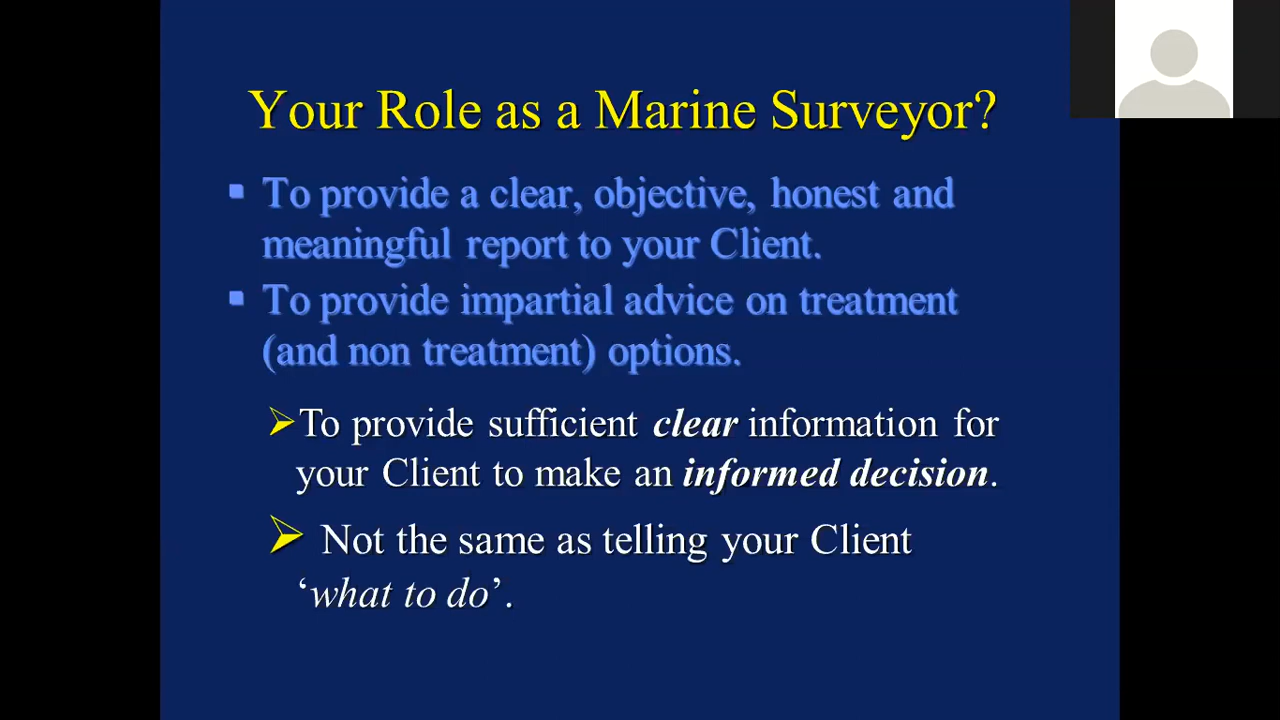 Your Role as a Marine Surveyor?
To provide a clear, objective, honest and
meaningful report to your Client.
To provide impartial advice on treatment
(and non treatment) options.
To provide sufficient clear information for
your Client to make an informed decision.
Not the same as telling your Client
‘what to do’.